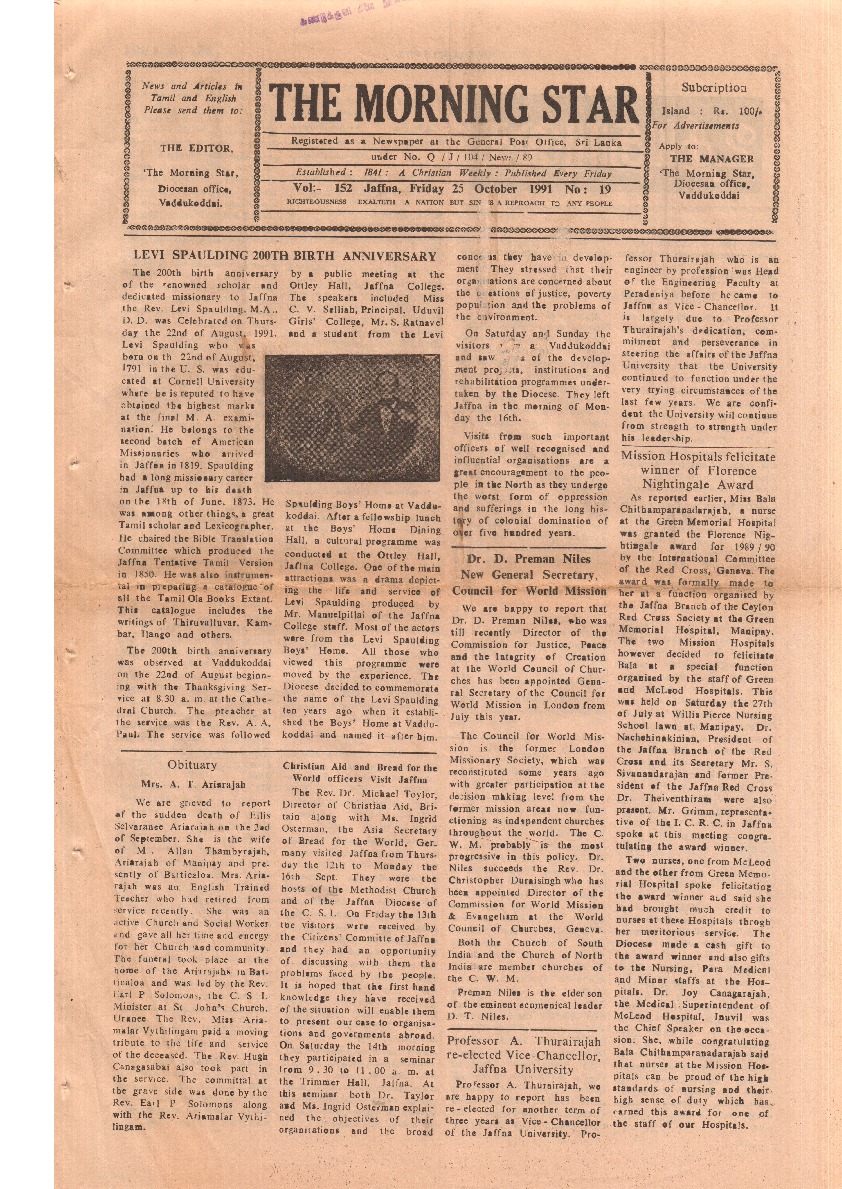 News and Articles in
Tamil and English
Please send them to:
THE EDITOR,
'The Morning Star,
Diocesan office,
Vaddukoddai.
THE MORNING STAR
Registered as a Newspaper at the General Post Office, Sri Lanka
under No. Q / J / 104 / News / 89
Established : 1841 : A Christian Weekly : Published Every Friday
Vol:- 152 Jaffna, Friday 25 October 1991 No : 19
RIGHTEOUSNESS EXALTETH A NATION BUT SIN IS A REPROACH TO ANY PEOPLE
Subcription
Island : Rs. 100/-
For Advertisements
Apply to:
THE MANAGER
'The Morning Star,
Diocesan office,
Vaddukodai
LEVI SPAULDING 200TH BIRTH ANNIVERSARY
The 200th birth anniversary
of the renowned scholar and
dedicated missionary to Jaffna
the Rev. Levi Spaulding. M.A.,
D. D. was Celebrated on Thurs-
day the 22nd of August, 1991.
Levi Spaulding who was
born on th 22nd of August,
1791 in the U. S. was edu-
cated at Cornell University
where he is reputed to have
obtained the highest marks
at the final M. A. exami-
nation. He belongs to the
second batch of American
Missionaries who arrived
in Jaffna in 1819. Spaulding
had a long missionary career
in Jaffna up to his death
on the 18th of June, 1873. He
was among other things, a great
Tamil scholar and Lexicographer.
He chaired the Bible Translation
Committee which produced the
Jaffna Tentative Tamil Version
in 1850. He was also instrumen-
tal in preparing a catalogue of
all the Tamil Ola Books Extant.
This catalogue includes the
writings of Thiruvalluvar. Kam-
bar, Ilango and others.
The 200th birth anniversary
was observed at Vaddukodai
on the 22nd of August beginn-
ing with the Thanksgiving Ser-
vice at 8.30 a. m. at the Cathe-
dral Church. The preacher at
the service was the Rev. A. A.
Paul. The service was followed
by a public meeting at the
Ottley Hall, Jaffna College.
The speakers included Miss
C. V. Selliah, Principal, Uduvil
Girls' College, Mr. S. Ratnavel
and a student from the Levi
Spaulding Boys' Home at Vaddu-
koddai. After a fellowship lunch
at the Boys' Home Dining
Hall, a cultural programme was
conducted at the Ottley Hall,
Jaffna College. One of the main
attractions was a drama depict-
ing the life and service of
Levi Spaulding produced by
Mr. Manuelpillai of the Jaffna
College staff. Most of the actors
were from the Levi Spaulding
Boys' Home. All those who
viewed this programme were
moved by the experience. The
Diocese decided to commemorate
the name of the Levi Spaulding
ten years ago when it establi-
shed the Boys' Home at Vaddu-
koddai and named it after him.
Obituary
Mrs. A. T. Ariarajah
We are grieved to report
of the sudden death of Ellis
Selvaranee Ariarajah on the 2nd
of September. She is the wife
of M. Allan Thambyrajah,
Ariarajah of Manipay and pre-
sently of Batticaloa. Mrs. Aria-
rajah was an English Trained
Teacher who had retired from
service recently. She was an
active Church and Social Worker
and gave all her time and energy
for her Church and community.
The funeral took place at the
home of the Ariarajahs in Bat-
ticaloa and was led by the Rev.
Earl P Solomons, the C. S. I.
Minister at St John's Church.
Uranee. The Rev. Miss Aria-
malar Vythilingam paid a moving
tribute to the life and service
of the deceased. The Rev. Hugh
Canagasabai also took part in
the service. The committal at
the grave side was done by the
Rev. Earl P Solomons along
with the Rev. Ariamalar Vythi-
lingam.
Christian Aid and Bread for the
World officers Visit Jaffna
The Rev. Dr. Michael Toylor,
Director of Christian Aid, Bri-
tain along with Ms. Ingrid
Osterman, the Asia Secretary
of Bread for the World, Ger-
many visited Jaffna from Thurs-
day the 12th to Monday the
16th Sept. They were the
hosts of the Methodist Church
and of the Jaffna Diocese of
the C. S. I. On Friday the 13th
the visitors were received by
the Citizens' Committe of Jaffna
and they had an opportunity
of discussing with them the
problems faced by the people.
It is hoped that the first hand
knowledge they have received
of the situation will enable them
to present our case to organisa-
tions and governments abroad.
On Saturday the 14th morning
they participated in a seminar
from 9.30 to 11.00 a. m. at
the Trimmer Hall, Jaffna. At
this seminar both Dr. Taylor
and Ms. Ingrid Osterman explai-
ned the objectives of their
organisations and the broad
concerns they have in develop-
ment They stressed that their
organisations are concerned about
the questions of justice, poverty
population and the problems of
the environment.
On Saturday and Sunday the
visitors Vaddukodai
and saw of the develop-
ment projects, institutions and
rehabilitation programmes under-
taken by the Diocese. They left
Jaffna in the morning of Mon-
day the 16th.
Visits from such important
officers of well recognised and
influential organisations are a
great encouragement to the peo-
ple in the North as they undergo
the worst form of oppression
and sufferings in the long his-
tory of colonial domination of
over five hundred years.
Dr. D. Preman Niles
New General Secretary,
Council for World Mission
We are happy to report that
Dr. D. Preman Niles, who was
till recently Director of the
Commission for Justice, Peace
and the Integrity of Creation
at the World Council of Chur-
ches has been appointed Gene-
ral Secretary of the Council for
World Mission in London from
July this year.
The Council for World Mis-
sion is the former London
Missionary Society, which was
reconstituted some years ago
with greater participation at the
decision making level from the
former mission areas now fun-
ctioning as independent churches
throughout the world. The C.
W. M. probably is the most
progressive in this policy. Dr.
Niles succeeds the Rev. Dr.
Christopher Duraisingh who has
been appointed Director of the
Commission for World Mission
& Evangelism at the World
Council of Churches, Geneva.
Both the Church of South
India and the Church of North
India are member churches of
the C. W. M.
Preman Niles is the elder son
of the eminent ecumenical leader
D. T. Niles.
Professor A. Thurairajah
re-elected Vice-Chancellor,
Jaffna University
Professor A. Thurairajah, we
are happy to report has been
re-elected for another term of
three years as Vice-Chancellor
of the Jaffna University. Pro-
fessor Thurairajah who is an
engineer by profession was Head
of the Engineering Faculty at
Peradeniya before he came to
Jaffna as Vice-Chancellor. It
is largely due to Professor
Thurairajah's dedication, com-
mitment and perseverance in
steering the affairs of the Jaffna
University that the University
continued to function under the
very trying circumstances of the
last few years. We are confi-
dent the University will continue
from strength to strength under
his leadership.
Mission Hospitals felicitate
winner of Florence
Nightingale Award
As reported earlier, Miss Bala
Chithamparanadarajah, a nurse
at the Green Memorial Hospital
was granted the Florence Nig-
htingale award for 1989/90
by the International Committee
of the Red Cross, Geneva. The
award was formally made to
her at a function organised by
the Jaffna Branch of the Ceylon
Red Cross Society at the Green
Memorial Hospital, Manipay.
The two Mission Hospitals
however decided to felicitate
Bala at a special function
organised by the staff of Green
and McLeod Hospitals. This
was held on Saturday the 27th
of July at Willis Pierce Nursing
School lawn at Manipay. Dr.
Nachchinakinian, President of
the Jaffna Branch of the Red
Cross and its Secretary Mr. S.
Sivanandarajan and former Pre-
sident of the Jaffna Red Cross
Dr. Theiventhiram were also
present. Mr. Grimm, representa-
tive of the I. C. R. C. in Jaffna
spoke at this meeting congra-
tulating the award winner.
Two nurses, one from McLeod
and the other from Green Memo-
rial Hospital spoke felicitating
the award winner and said she
had brought much credit to
nurses at these Hospitals throgh
her meritorious service. The
Diocese made a cash gift to
the award winner and also gifts
to the Nursing, Para Medical
and Minor staffs at the Hos-
pitals. Dr. Joy Canagarajah,
the Medical Superintendent of
McLeod Hospital, Inuvil was
the Chief Speaker on the occa-
sion. She, while congratulating
Bala Chithamparanadarajah said
that nurses at the Mission Hos-
pitals can be proud of the high
standards of nursing and their
high sense of duty which has
earned this award for one of
the staff of our Hospitals.